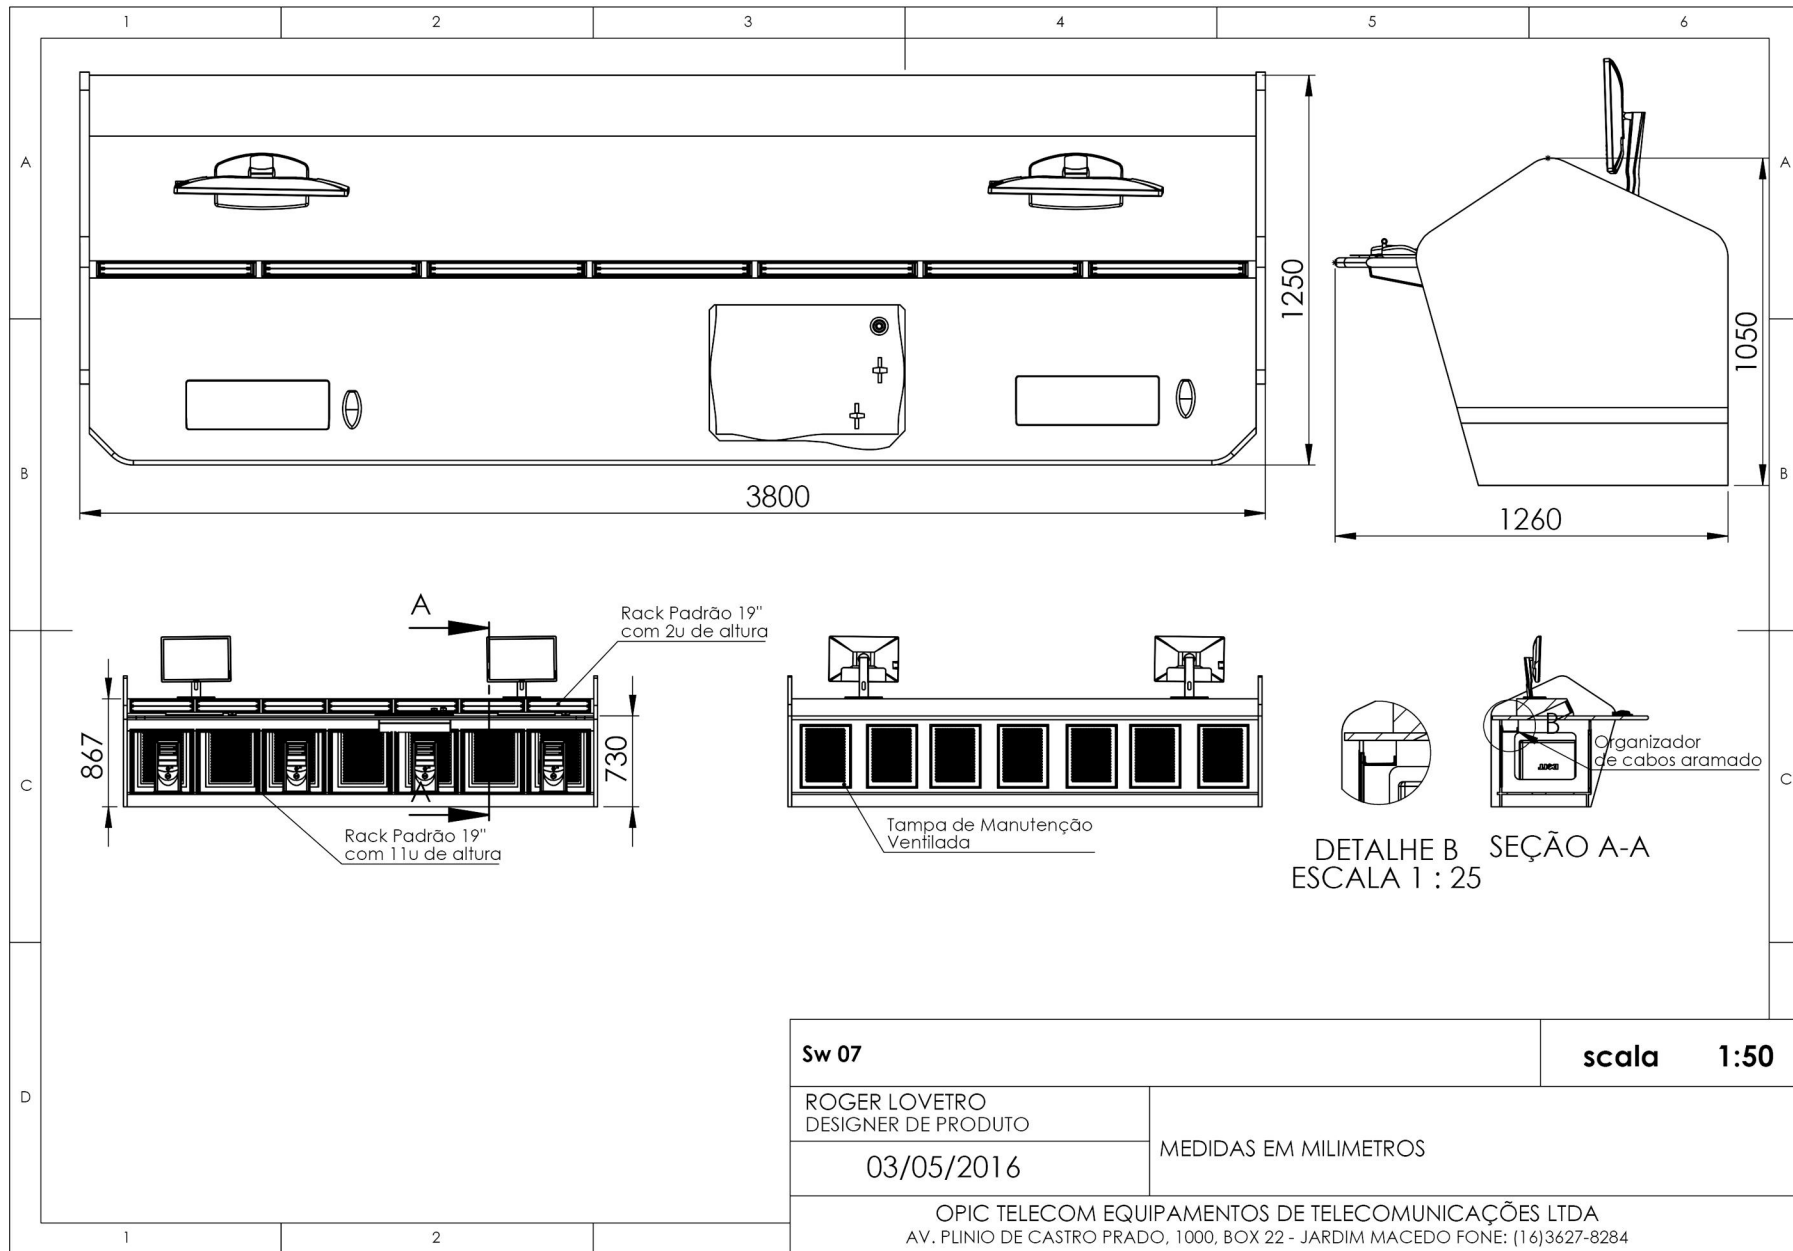 1 2 3 4 5 6
A
A
1250
1050
B
B
3800
1260
A
Rack Padrão 19"
com 2u de altura
867
730
A
C
C
Rack Padrão 19"
com 11u de altura
Tampa de Manutenção
Ventilada
B
Organizador
de cabos aramado
DETALHE B
ESCALA 1 : 25
SEÇÃO A-A
D
Sw 07
scala 1:50
ROGER LOVETRO
DESIGNER DE PRODUTO
03/05/2016
MEDIDAS EM MILIMETROS
OPIC TELECOM EQUIPAMENTOS DE TELECOMUNICAÇÕES LTDA
AV. PLINIO DE CASTRO PRADO, 1000, BOX 22 - JARDIM MACEDO FONE: (16)3627-8284
1 2